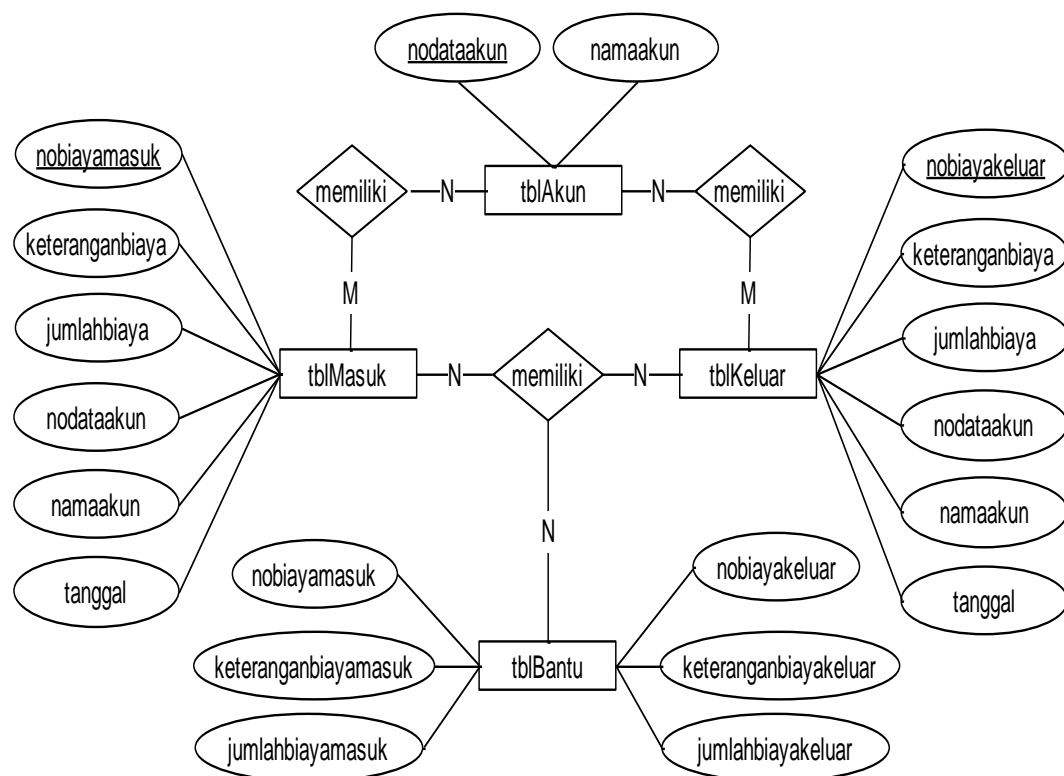 nodataakun
namaakun
nobiayamasuk
nobiayakeluar
memiliki
N
tblAkun
N
memiliki
keteranganbiaya
keteranganbiaya
M
M
jumlahbiaya
jumlahbiaya
tblMasuk
N
memiliki
N
tblKeluar
nodataakun
nodataakun
namaakun
namaakun
N
nobiayamasuk
nobiayakeluar
tanggal
tanggal
keteranganbiayamasuk
tblBantu
keteranganbiayakeluar
jumlahbiayamasuk
jumlahbiayakeluar